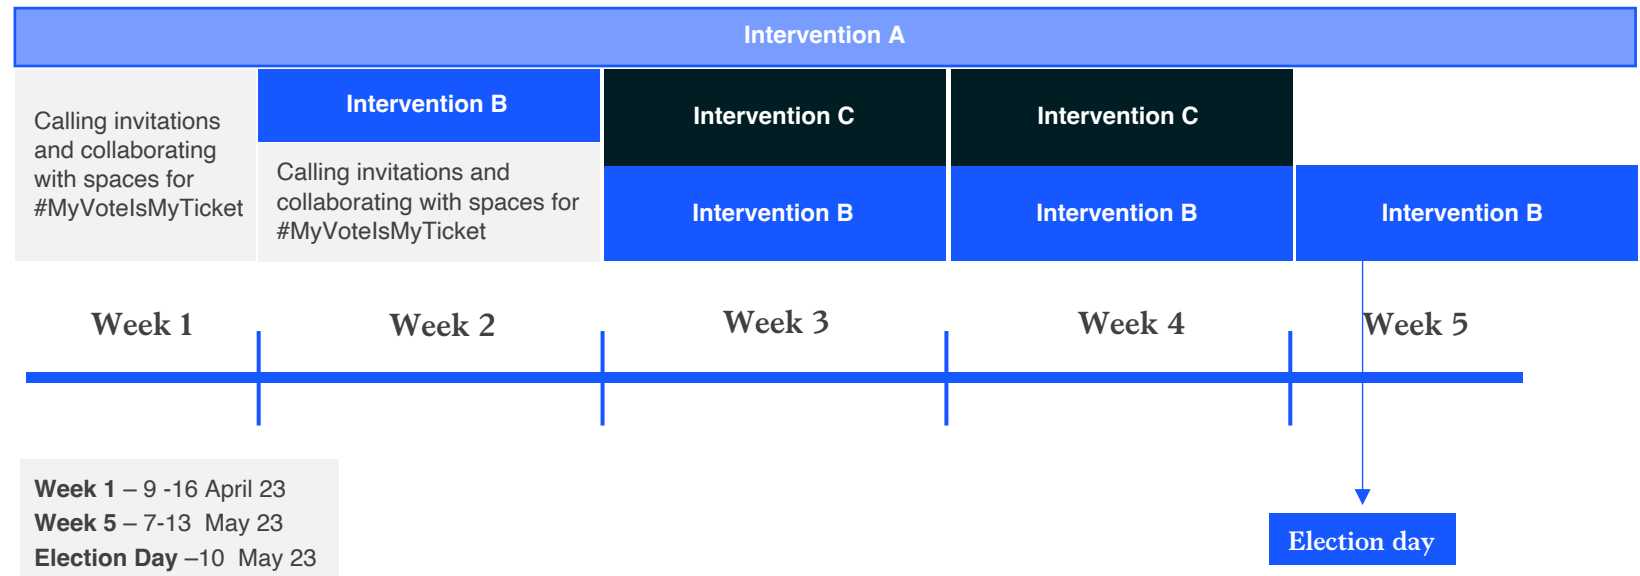 Intervention A
Calling invitations
and collaborating
with spaces for
#MyVoteIsMyTicket
Intervention B
Calling invitations and
collaborating with spaces for
#MyVoteIsMyTicket
Intervention C
Intervention B
Intervention C
Intervention B
Intervention B
Week 1
Week 2
Week 3
Week 4
Week 5
Week 1 – 9 -16 April 23
Week 5 – 7-13  May 23
Election Day –10  May 23
Election day